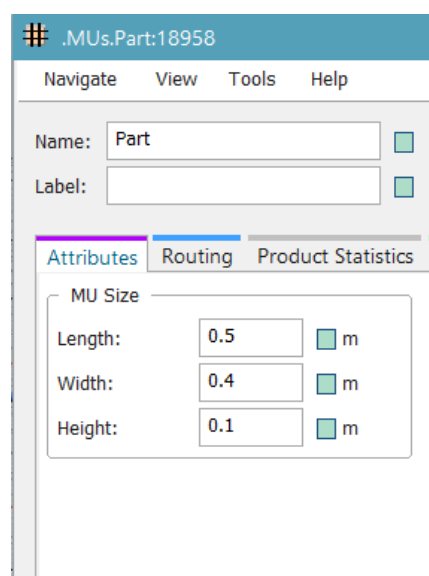 .MUs.Part:18958
Navigate View Tools Help
Name: Part
Label:
Attributes Routing Product Statistics
MU Size
Length: 0.5 m
Width: 0.4 m
Height: 0.1 m